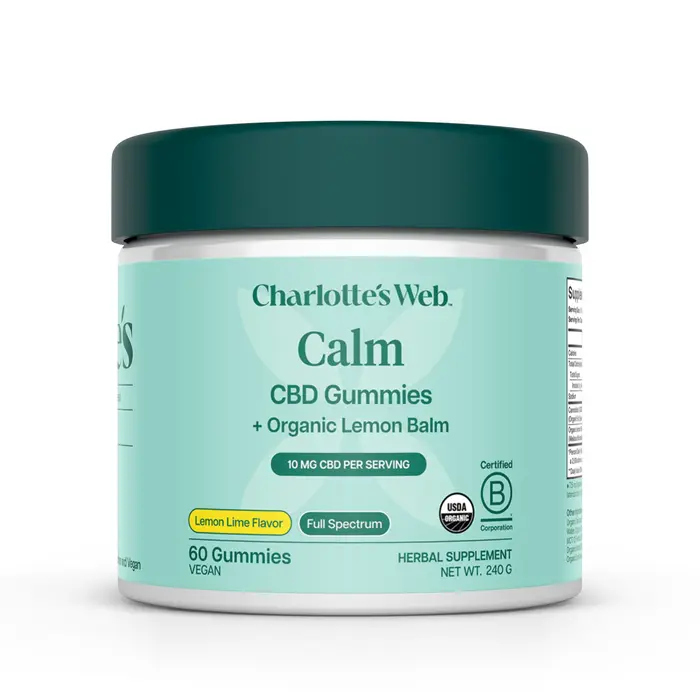 Charlotte's Web™
Calm
CBD Gummies
+ Organic Lemon Balm
10 MG CBD PER SERVING
Certified
B
Corporation
USDA
ORGANIC
Lemon Lime Flavor
Full Spectrum
60 Gummies
VEGAN
HERBAL SUPPLEMENT
NET WT. 240 G